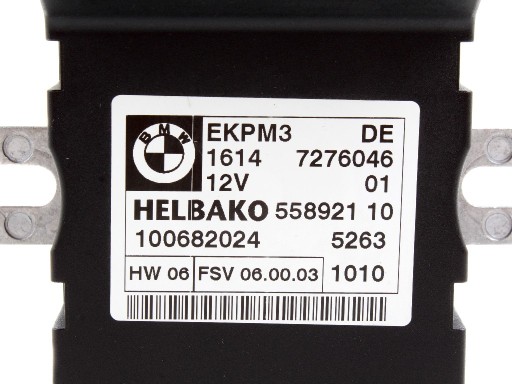 BMW
EKPM3 DE
1614 7276046
12V 01
HELBAKO 558921 10
100682024 5263
HW 06 FSV 06.00.03 1010